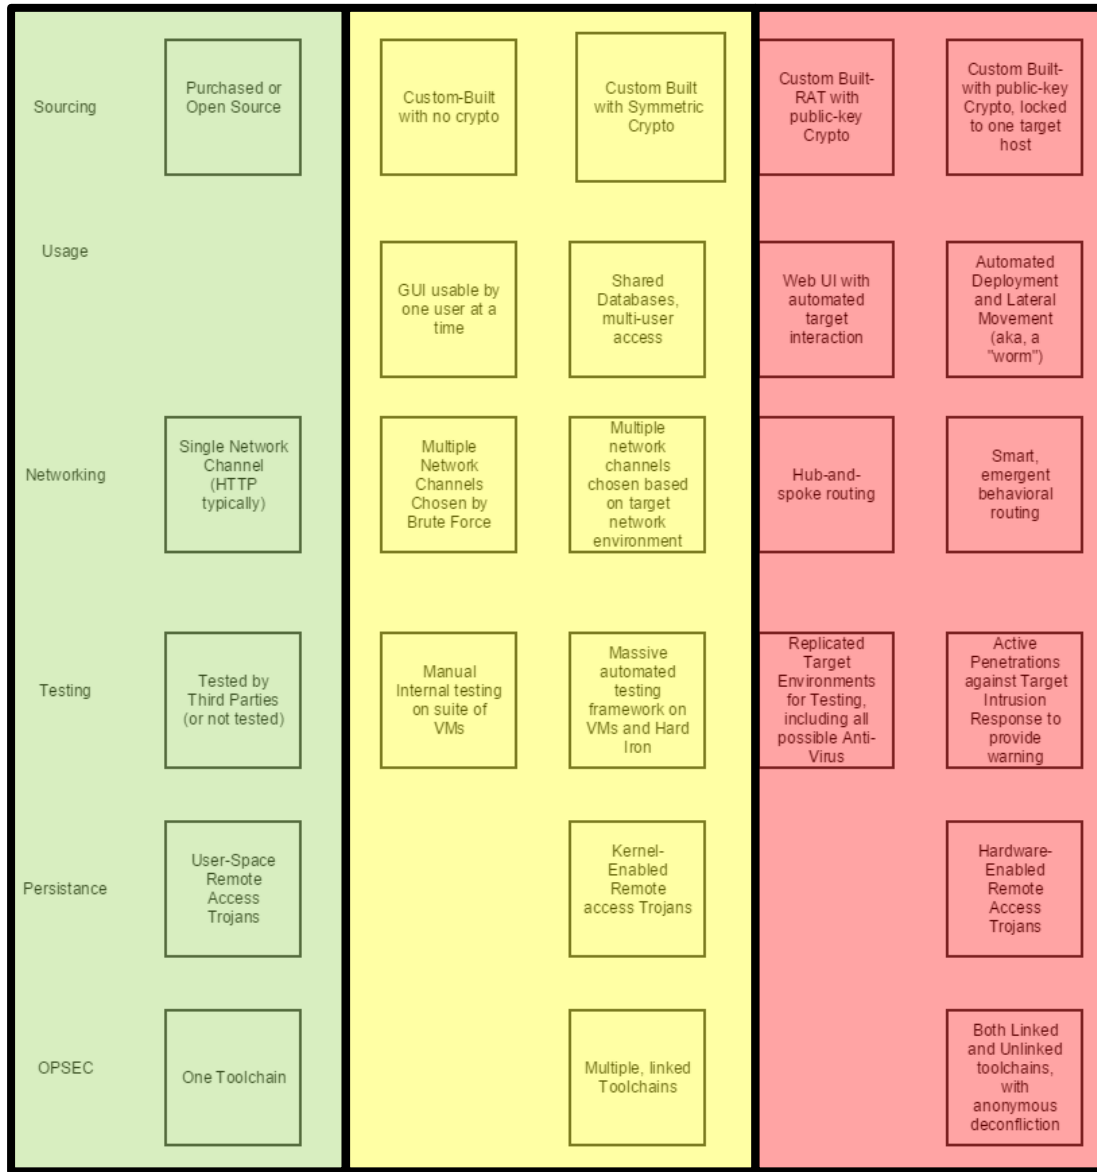 Sourcing
Purchased or
Open Source
Custom-Built
with no crypto
Custom Built
with Symmetric
Crypto
Custom Built-
RAT with
public-key
Crypto
Custom Built-
with public-key
Crypto, locked
to one target
host
Usage
GUI usable by
one user at a
time
Shared
Databases,
multi-user
access
Web UI with
automated
target
interaction
Automated
Deployment
and Lateral
Movement
(aka, a
"worm")
Networking
Single Network
Channel
(HTTP
typically)
Multiple
Network
Channels
Chosen by
Brute Force
Multiple
network
channels
chosen based
on target
network
environment
Hub-and-
spoke routing
Smart,
emergent
behavioral
routing
Testing
Tested by
Third Parties
(or not tested)
Manual
Internal testing
on suite of
VMs
Massive
automated
testing
framework on
VMs and Hard
Iron
Replicated
Target
Environments
for Testing,
including all
possible Anti-
Virus
Active
Penetrations
against Target
Intrusion
Response to
provide
warning
Persistance
User-Space
Remote
Access
Trojans
Kernel-
Enabled
Remote
access Trojans
Hardware-
Enabled
Remote
Access
Trojans
OPSEC
One Toolchain
Multiple, linked
Toolchains
Both Linked
and Unlinked
toolchains,
with
anonymous
deconfliction